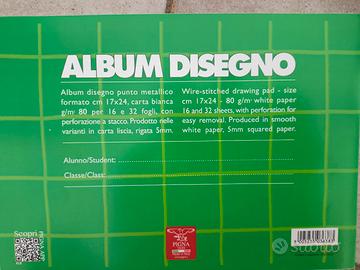 ALBUM DISEGNO
Album disegno punto metallico
formato cm 17x24, carta bianca
g/m² 80 per 16 e 32 fogli, con
perforazione a stacco. Prodotto nelle
varianti in carta liscia, rigata 5mm.
Wire-stitched drawing pad - size
cm 17x24 - 80 g/m² white paper
16 and 32 sheets, with perforation for
easy removal. Produced in smooth
white paper, 5mm squared paper.
Alunno/Student:
Classe/Class:
Scopri
PIGNA
Subito